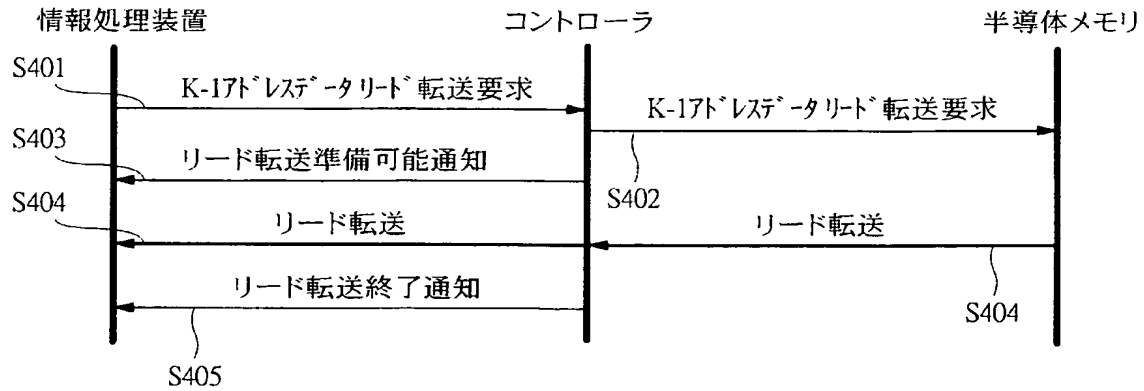 情報処理装置
コントローラ
半導体メモリ
S401
K-1ｱﾄﾞﾚｽﾃﾞｰﾀﾘｰﾄﾞ転送要求
K-1ｱﾄﾞﾚｽﾃﾞｰﾀﾘｰﾄﾞ転送要求
S403
リード転送準備可能通知
S402
S404
リード転送
リード転送
リード転送終了通知
S404
S405